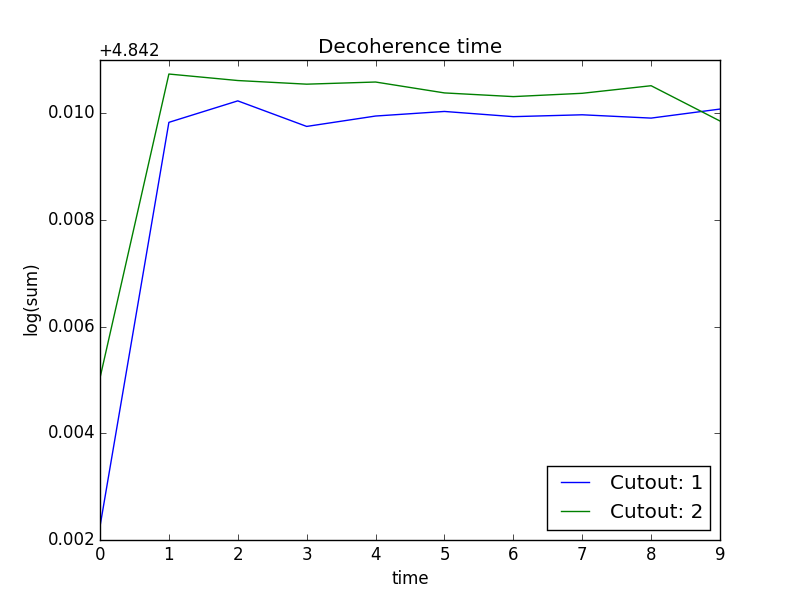 Decoherence time
+4.842
0.010
0.008
0.006
0.004
0.002
log(sum)
0 1 2 3 4 5 6 7 8 9
time
Cutout: 1
Cutout: 2